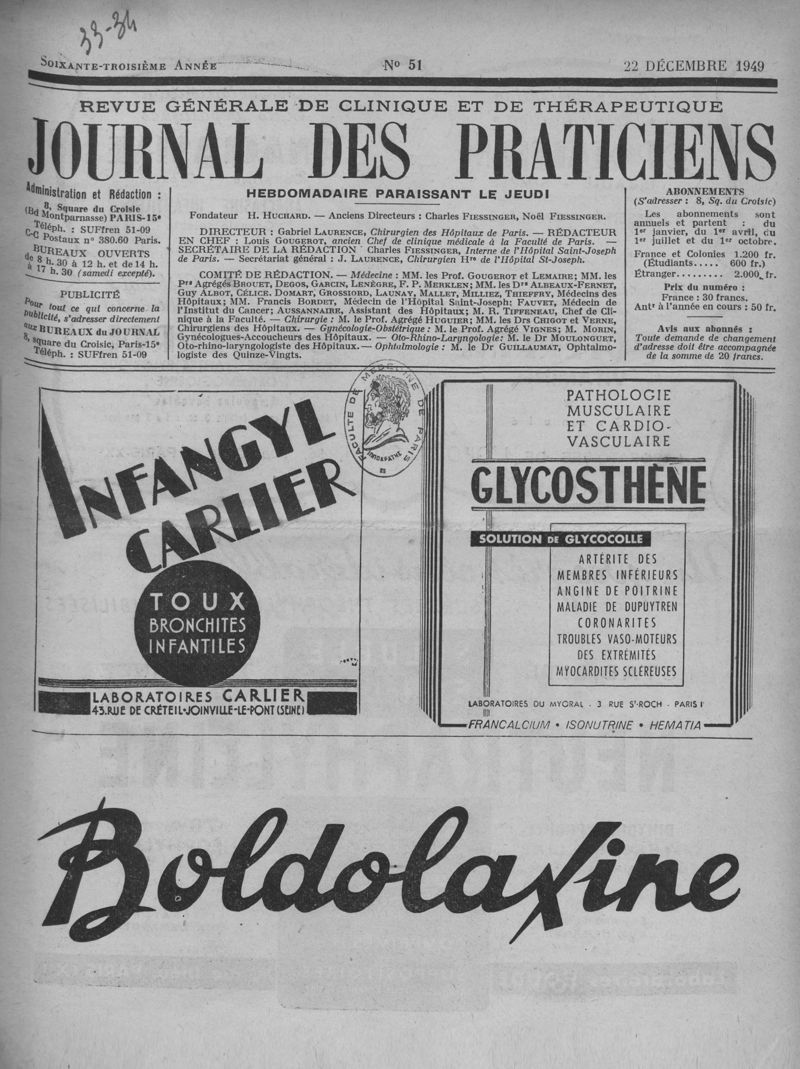 33-34
SOIXANTE-TROISIÈME ANNÉE
N° 51
22 DÉCEMBRE 1949
REVUE GÉNÉRALE DE CLINIQUE ET DE THÉRAPEUTIQUE
JOURNAL DES PRATICIENS
Administration et Rédaction :
8, Square du Croisic
(Bd Montparnasse) PARIS-15e
Téléph. : SUFfren 51-09
C-C Postaux n° 380.60 Paris.
BUREAUX OUVERTS
de 8 h. 30 à 12 h. et de 14 h.
à 17 h. 30 (samedi excepté).
PUBLICITÉ
Pour tout ce qui concerne la
publicité, s'adresser directement
aux BUREAUX du JOURNAL
8, square du Croisic, Paris-15e
Téléph. : SUFfren 51-09
HEBDOMADAIRE PARAISSANT LE JEUDI
Fondateur H. HUCHARD. — Anciens Directeurs : Charles FIESSINGER, Noël FIESSINGER.
DIRECTEUR : Gabriel LAURENCE, Chirurgien des Hôpitaux de Paris. — RÉDACTEUR
EN CHEF : Louis GOUGEROT, ancien Chef de clinique médicale à la Faculté de Paris. —
SECRÉTAIRE DE LA RÉDACTION Charles FIESSINGER, Interne de l'Hôpital Saint-Joseph
de Paris. — Secrétariat général : J. LAURENCE, Chirurgien Hre de l'Hôpital St-Joseph.
COMITÉ DE RÉDACTION. — Médecine : MM. les Prof. GOUGEROT et LEMAIRE; MM. les
Prs Agrégés BROUET, DEGOS, GARCIN, LENÈGRE, F. P. MERKLEN; MM. les Drs ALBEAUX-FERNET,
GUY ALBOT, CÉLICE, DOMART, GROSSIORD, LAUNAY, MALLET, MILLIEZ, THIEFFRY, Médecins des
Hôpitaux; MM. Francis BORDET, Médecin de l'Hôpital Saint-Joseph; FAUVET, Médecin de
l'Institut du Cancer; AUSSANNAIRE, Assistant des Hôpitaux; M. R. TIFFENEAU, Chef de Cli-
nique à la Faculté. — Chirurgie : M. le Prof. Agrégé HUGUIER; MM. les Drs CHIGOT et VERNE,
Chirurgiens des Hôpitaux. — Gynécologie-Obstétrique : M. le Prof. Agrégé VIGNES; M. MORIN,
Gynécologues-Accoucheurs des Hôpitaux. — Oto-Rhino-Laryngologie: M. le Dr MOULONGUET,
Oto-rhino-laryngologiste des Hôpitaux. — Ophtalmologie : M. le Dr GUILLAUMAT, Ophtalmo-
logiste des Quinze-Vingts.
ABONNEMENTS
(S'adresser : 8, Sq. du Croisic)
Les abonnements sont
annuels et partent : du
1er janvier, du 1er avril, du
1er juillet et du 1er octobre.
France et Colonies 1.200 fr.
(Étudiants..... 600 fr.)
Étranger......... 2.000 fr.
Prix du numéro :
France : 30 francs.
Antr à l'année en cours : 50 fr.
Avis aux abonnés :
Toute demande de changement
d'adresse doit être accompagnée
de la somme de 20 francs.
FACULTÉ DE MÉDECINE DE PARIS
INFANGYL
CARLIER
TOUX
BRONCHITES
INFANTILES
LABORATOIRES CARLIER
43, RUE DE CRÉTEIL-JOINVILLE-LE-PONT (SEINE)
PATHOLOGIE
MUSCULAIRE
ET CARDIO-
VASCULAIRE
GLYCOSTHÈNE
SOLUTION DE GLYCOCOLLE
ARTÉRITE DES
MEMBRES INFÉRIEURS
ANGINE DE POITRINE
MALADIE DE DUPUYTREN
CORONARITES
TROUBLES VASO-MOTEURS
DES EXTRÉMITÉS
MYOCARDITES SCLÉREUSES
LABORATOIRES DU MYGRAL . 3 RUE ST-ROCH . PARIS 1r
FRANCALCIUM • ISONUTRINE • HEMATIA
Boldolaxine